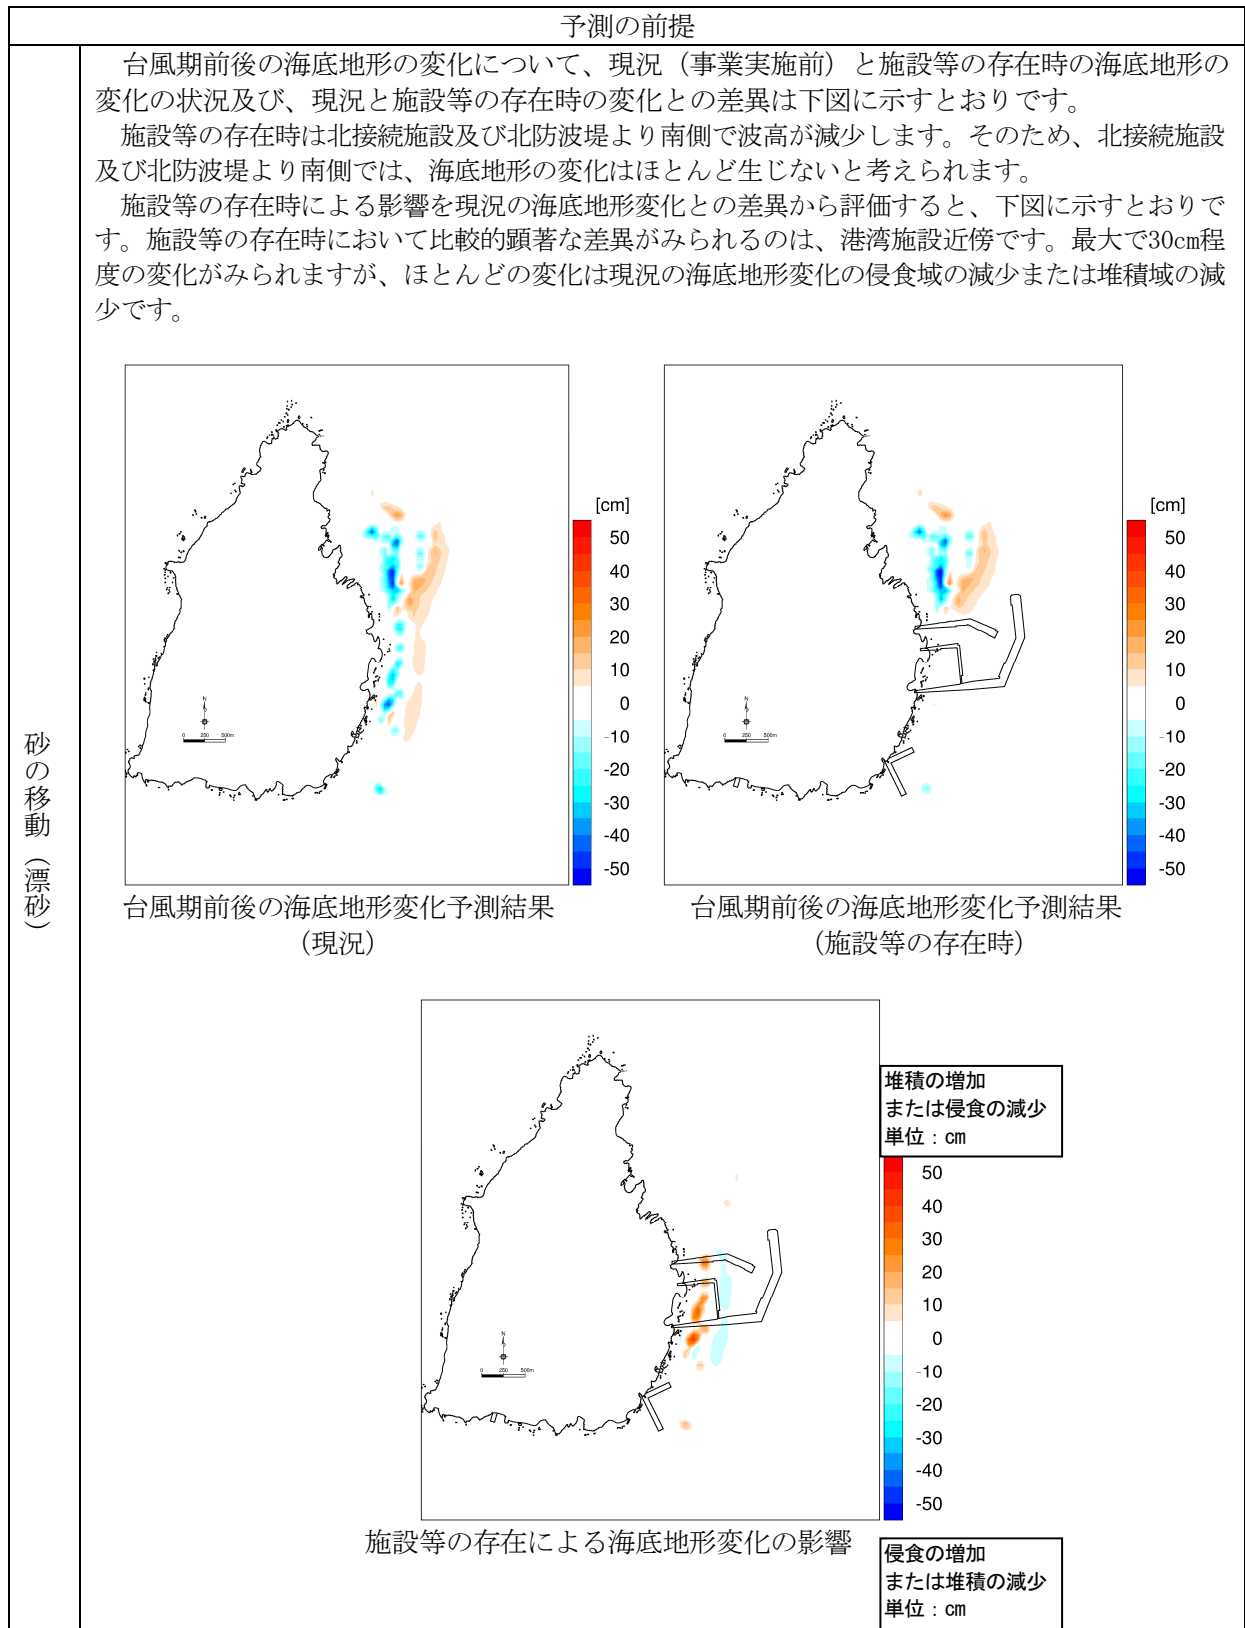 予測の前提
砂の移動（漂砂）
台風期前後の海底地形の変化について、現況（事業実施前）と施設等の存在時の海底地形の
変化の状況及び、現況と施設等の存在時の変化との差異は下図に示すとおりです。
施設等の存在時は北接続施設及び北防波堤より南側で波高が減少します。そのため、北接続施設
及び北防波堤より南側では、海底地形の変化はほとんど生じないと考えられます。
施設等の存在時による影響を現況の海底地形変化との差異から評価すると、下図に示すとおりで
す。施設等の存在時において比較的顕著な差異がみられるのは、港湾施設近傍です。最大で30㎝程
度の変化がみられますが、ほとんどの変化は現況の海底地形変化の侵食域の減少または堆積域の減
少です。
[cm]
50
40
30
20
10
0
-10
-20
-30
-40
-50
N
0 250 500m
台風期前後の海底地形変化予測結果
（現況）
[cm]
50
40
30
20
10
0
-10
-20
-30
-40
-50
N
0 250 500m
台風期前後の海底地形変化予測結果
（施設等の存在時）
堆積の増加
または侵食の減少
単位：㎝
50
40
30
20
10
0
-10
-20
-30
-40
-50
N
0 250 500m
施設等の存在による海底地形変化の影響
侵食の増加
または堆積の減少
単位：㎝